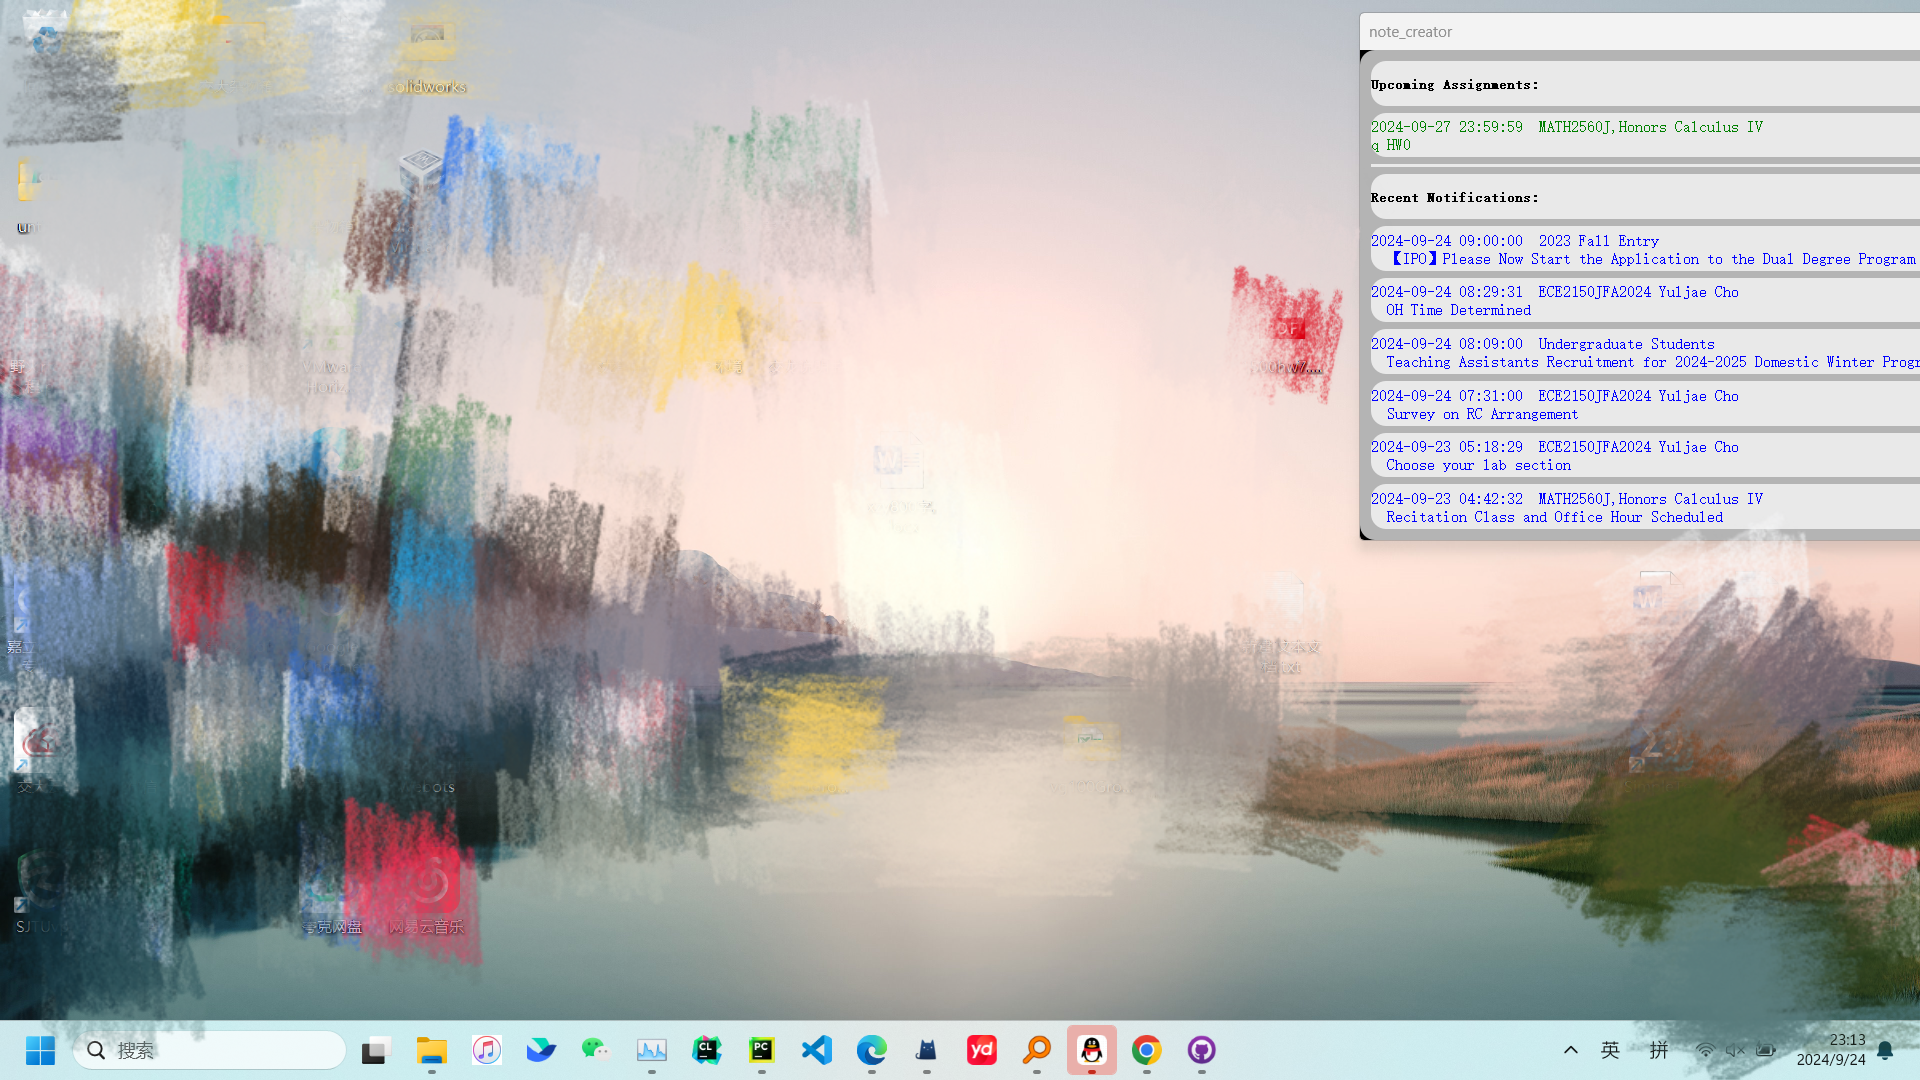 note_creator
Upcoming Assignments:
2024-09-27 23:59:59 MATH2560J,Honors Calculus IV
q HW0
Recent Notifications:
2024-09-24 09:00:00 2023 Fall Entry
【IPO】Please Now Start the Application to the Dual Degree Program
2024-09-24 08:29:31 ECE2150JFA2024 Yuljae Cho
OH Time Determined
2024-09-24 08:09:00 Undergraduate Students
Teaching Assistants Recruitment for 2024-2025 Domestic Winter Progr
2024-09-24 07:31:00 ECE2150JFA2024 Yuljae Cho
Survey on RC Arrangement
2024-09-23 05:18:29 ECE2150JFA2024 Yuljae Cho
Choose your lab section
2024-09-23 04:42:32 MATH2560J,Honors Calculus IV
Recitation Class and Office Hour Scheduled
solidworks
网易云音乐
搜索
CL
PC
yd
英
拼
23:13
2024/9/24